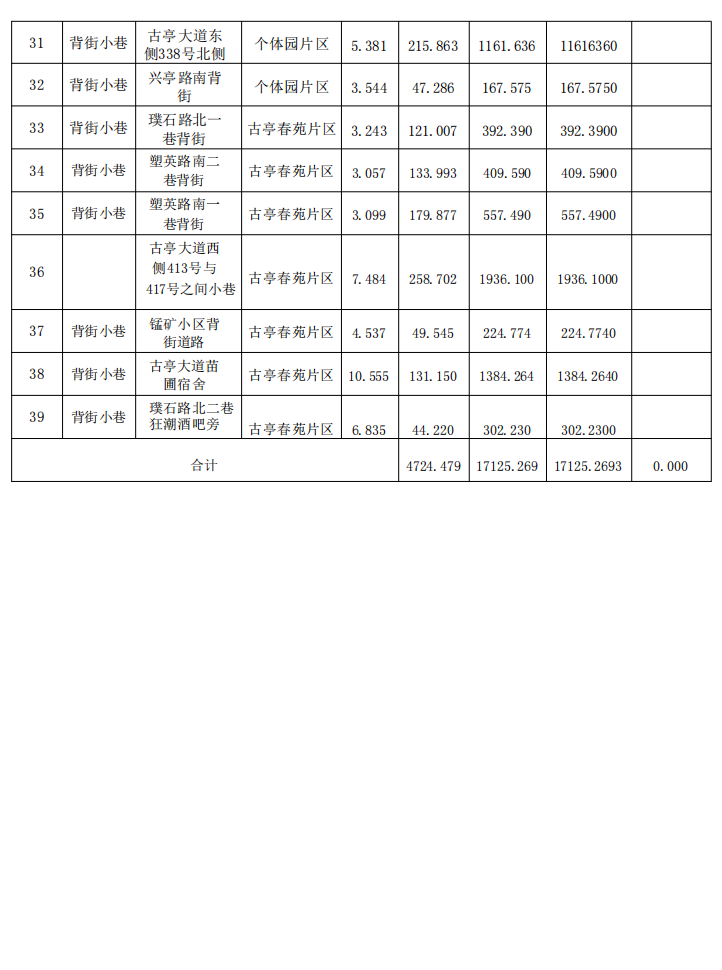 31 背街小巷 古亭大道东侧338号北侧 个体园片区 5.381 215.863 1161.636 11616360
32 背街小巷 兴亭路南背街 个体园片区 3.544 47.286 167.575 167.5750
33 背街小巷 璞石路北一巷背街 古亭春苑片区 3.243 121.007 392.390 392.3900
34 背街小巷 塑英路南二巷背街 古亭春苑片区 3.057 133.993 409.590 409.5900
35 背街小巷 塑英路南一巷背街 古亭春苑片区 3.099 179.877 557.490 557.4900
36 古亭大道西侧413号与417号之间小巷 古亭春苑片区 7.484 258.702 1936.100 1936.1000
37 背街小巷 锰矿小区背街道路 古亭春苑片区 4.537 49.545 224.774 224.7740
38 背街小巷 古亭大道苗圃宿舍 古亭春苑片区 10.555 131.150 1384.264 1384.2640
39 背街小巷 璞石路北二巷狂潮酒吧旁 古亭春苑片区 6.835 44.220 302.230 302.2300
合计 4724.479 17125.269 17125.2693 0.000